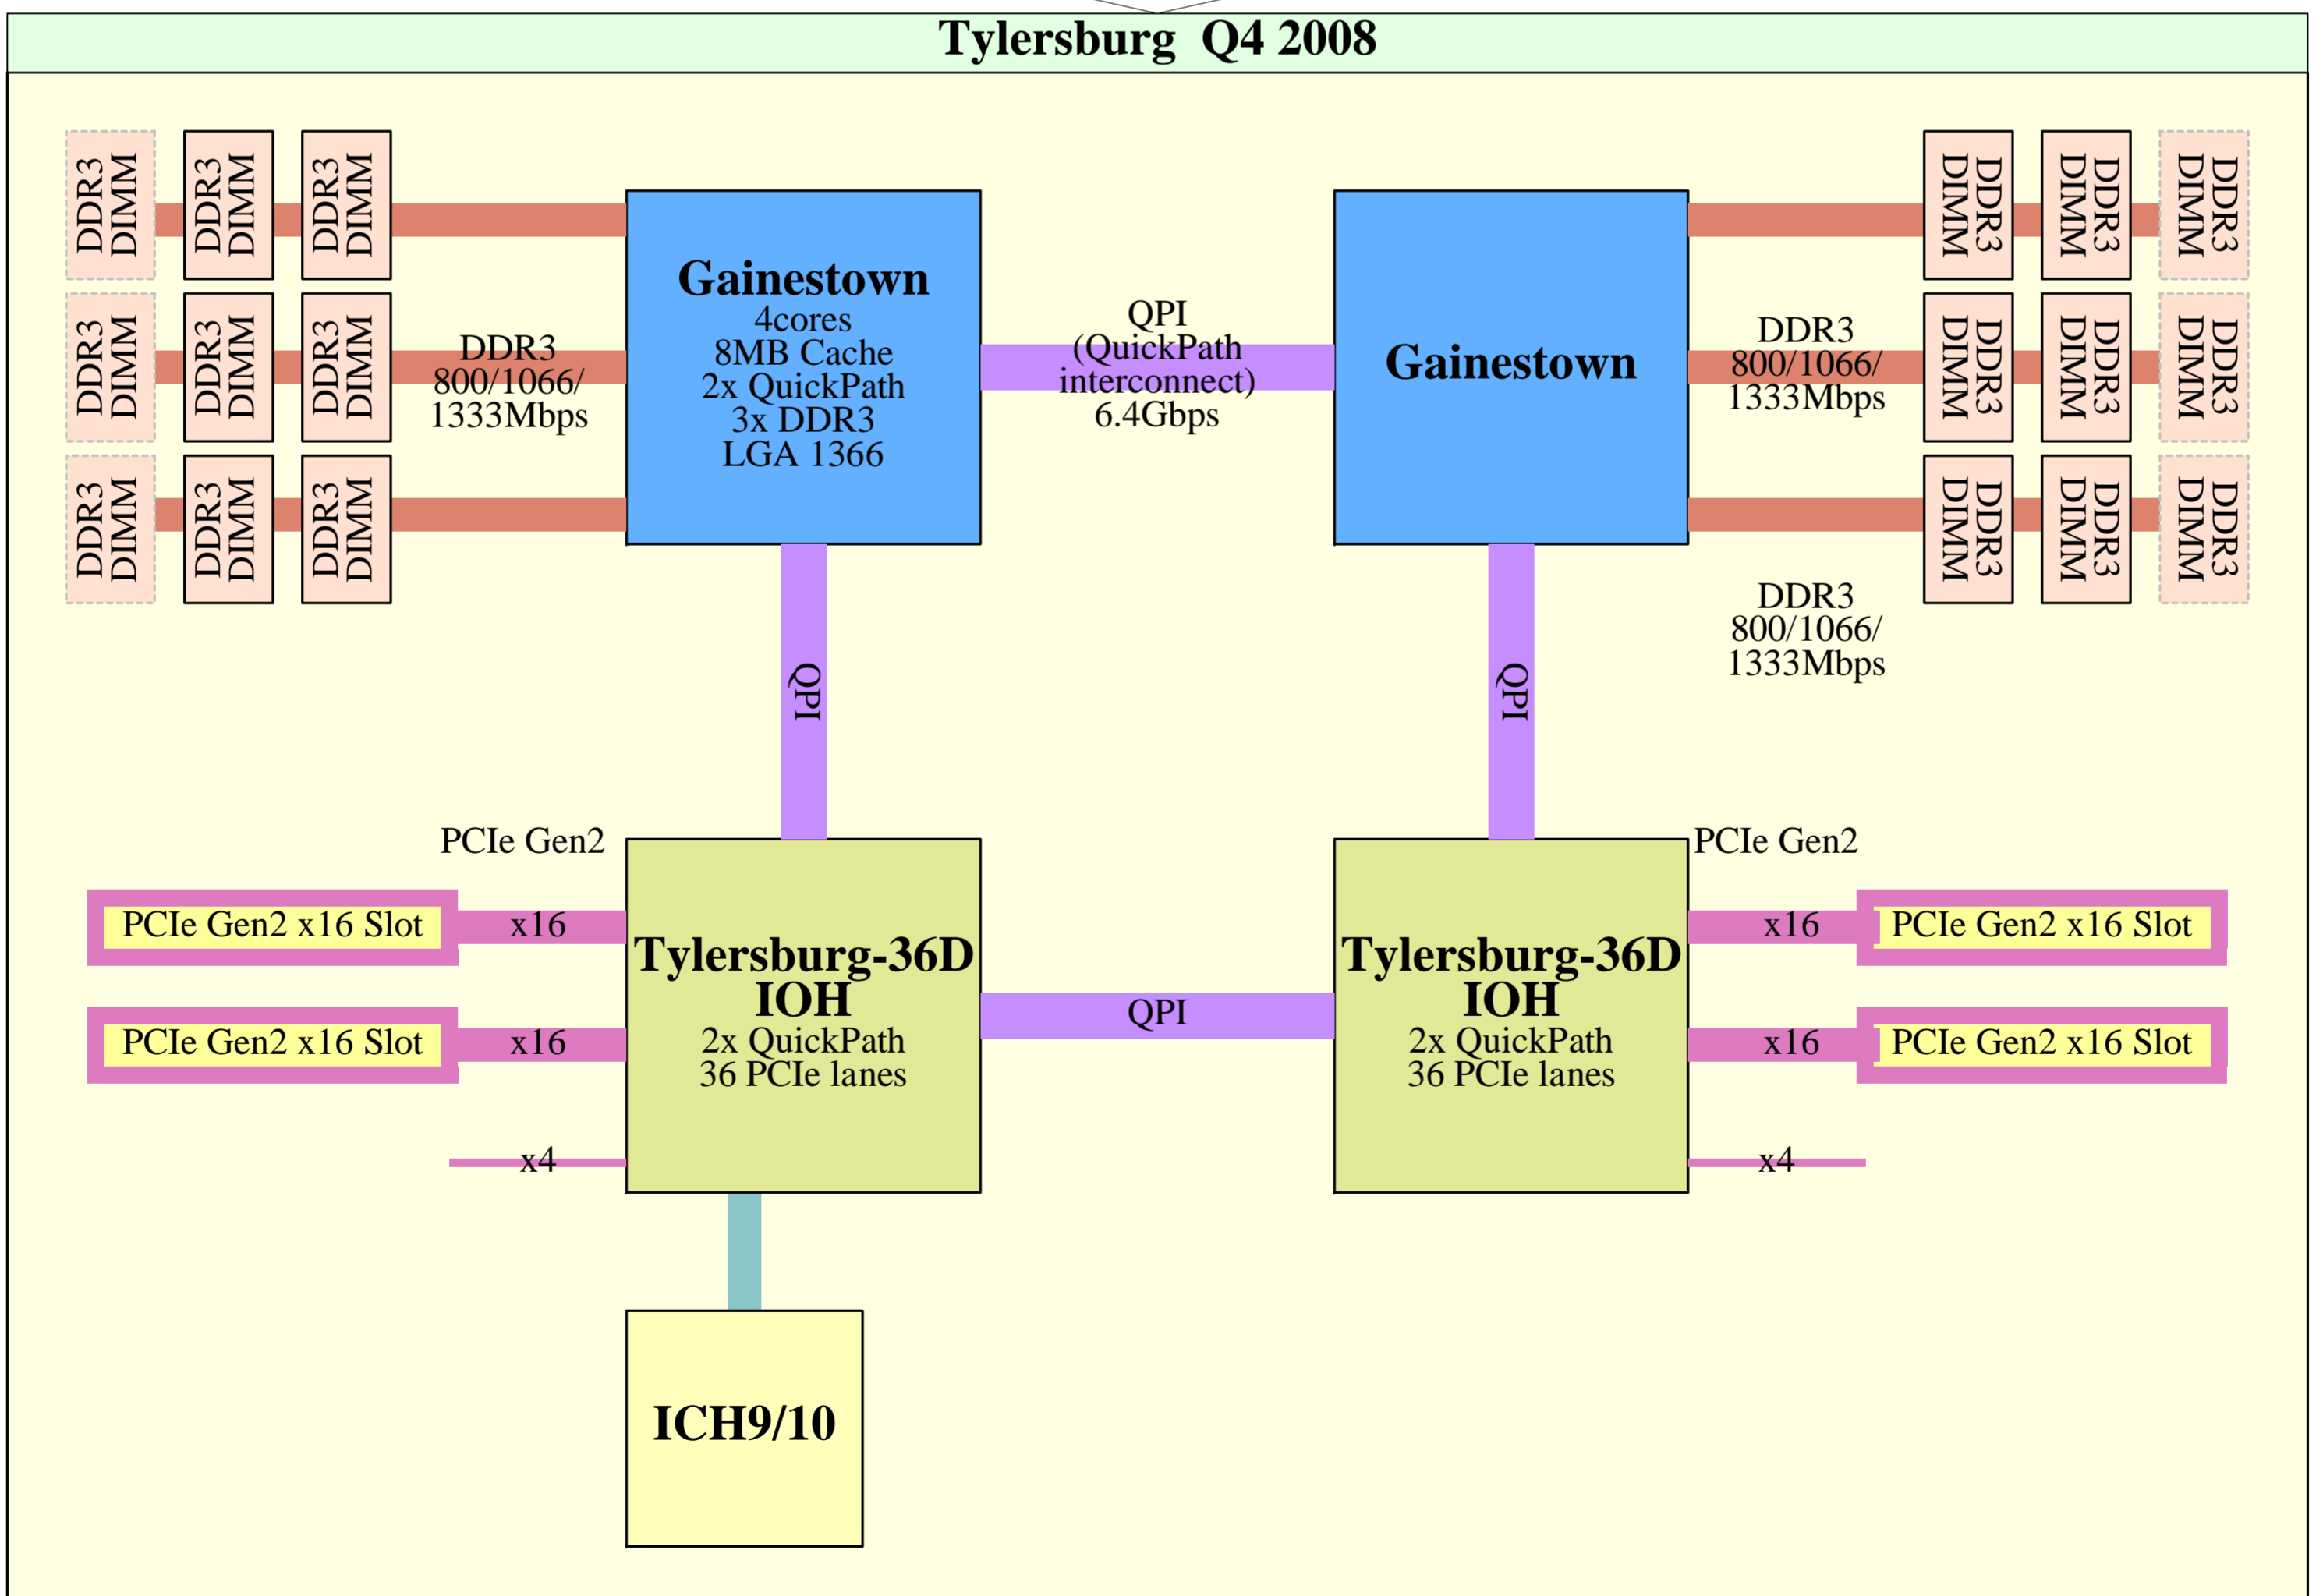 Tylersburg Q4 2008
DDR3
DIMM
DDR3
DIMM
DDR3
DIMM
DDR3
DIMM
DDR3
DIMM
DDR3
DIMM
DDR3
DIMM
DDR3
DIMM
DDR3
DIMM
DDR3
800/1066/
1333Mbps
Gainestown
4cores
8MB Cache
2x QuickPath
3x DDR3
LGA 1366
QPI
(QuickPath
interconnect)
6.4Gbps
Gainestown
DDR3
800/1066/
1333Mbps
DDR3
DIMM
DDR3
DIMM
DDR3
DIMM
DDR3
DIMM
DDR3
DIMM
DDR3
DIMM
DDR3
DIMM
DDR3
DIMM
DDR3
DIMM
DDR3
800/1066/
1333Mbps
QPI
QPI
PCIe Gen2
PCIe Gen2 x16 Slot
x16
PCIe Gen2 x16 Slot
x16
x4
Tylersburg-36D
IOH
2x QuickPath
36 PCIe lanes
QPI
Tylersburg-36D
IOH
2x QuickPath
36 PCIe lanes
PCIe Gen2
x16
PCIe Gen2 x16 Slot
x16
PCIe Gen2 x16 Slot
x4
ICH9/10